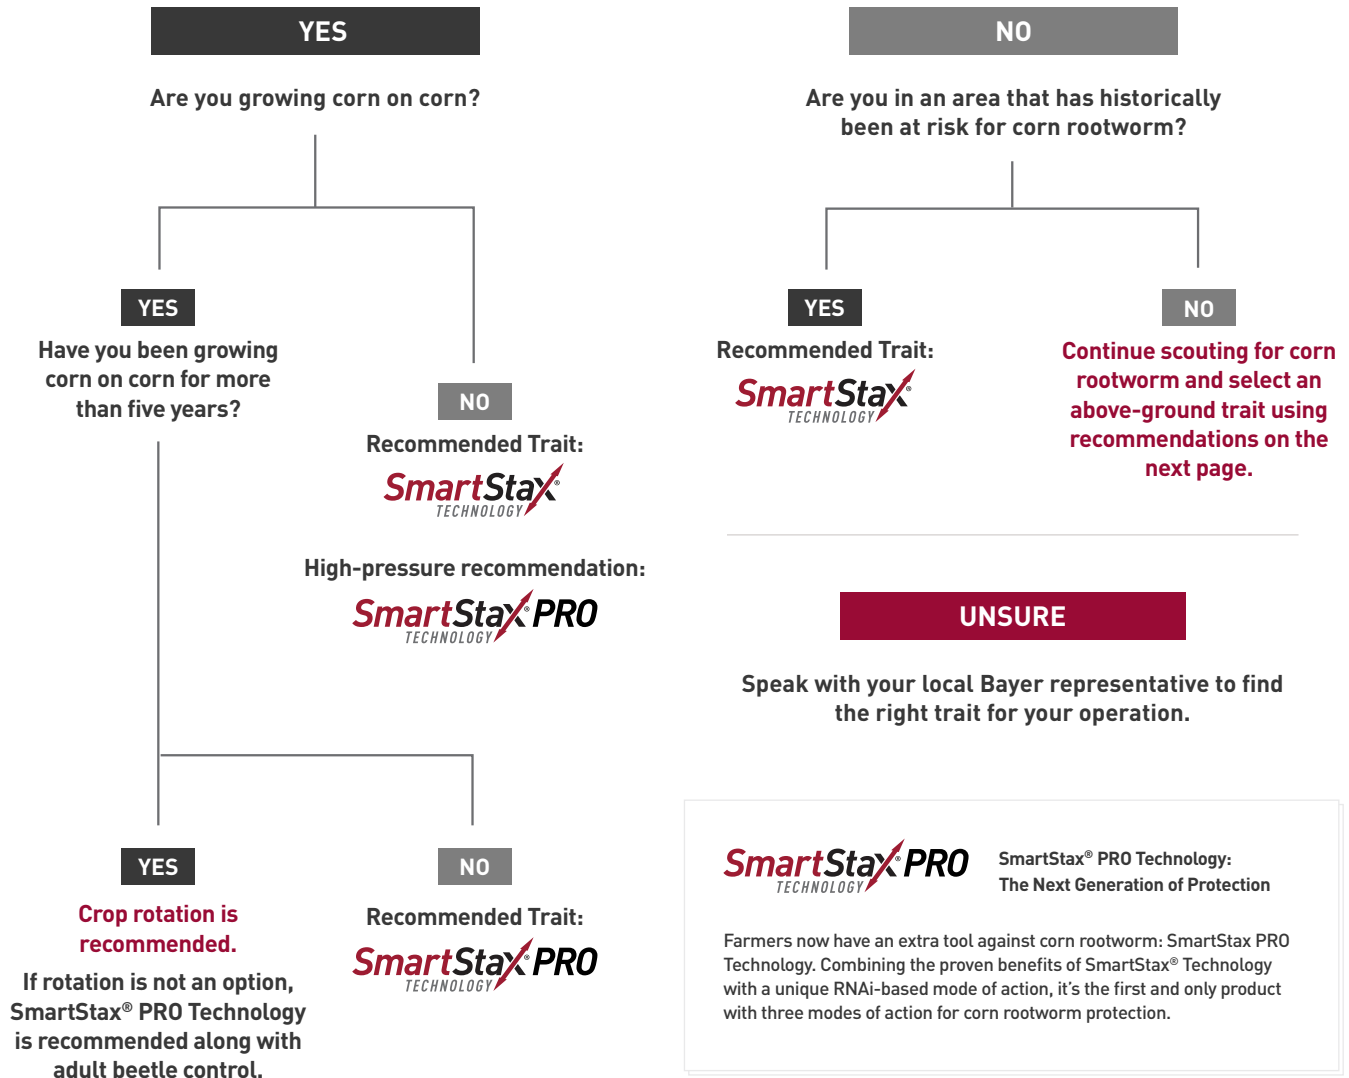 YES
Are you growing corn on corn?
YES
Have you been growing
corn on corn for more
than five years?
NO
Recommended Trait:
SmartStax®
TECHNOLOGY
High-pressure recommendation:
SmartStax® PRO
TECHNOLOGY
YES
Crop rotation is
recommended.
If rotation is not an option,
SmartStax® PRO Technology
is recommended along with
adult beetle control.
NO
Recommended Trait:
SmartStax® PRO
TECHNOLOGY
NO
Are you in an area that has historically
been at risk for corn rootworm?
YES
Recommended Trait:
SmartStax®
TECHNOLOGY
NO
Continue scouting for corn
rootworm and select an
above-ground trait using
recommendations on the
next page.
UNSURE
Speak with your local Bayer representative to find
the right trait for your operation.
SmartStax® PRO
TECHNOLOGY
SmartStax® PRO Technology:
The Next Generation of Protection
Farmers now have an extra tool against corn rootworm: SmartStax PRO
Technology. Combining the proven benefits of SmartStax® Technology
with a unique RNAi-based mode of action, it’s the first and only product
with three modes of action for corn rootworm protection.